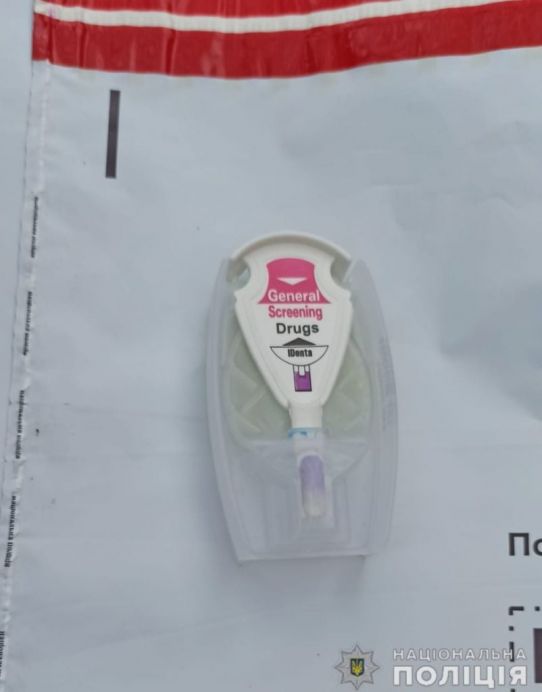 General
Screening
Drugs
IDenta
По
НАЦІОНАЛЬНА
ПОЛІЦІЯ